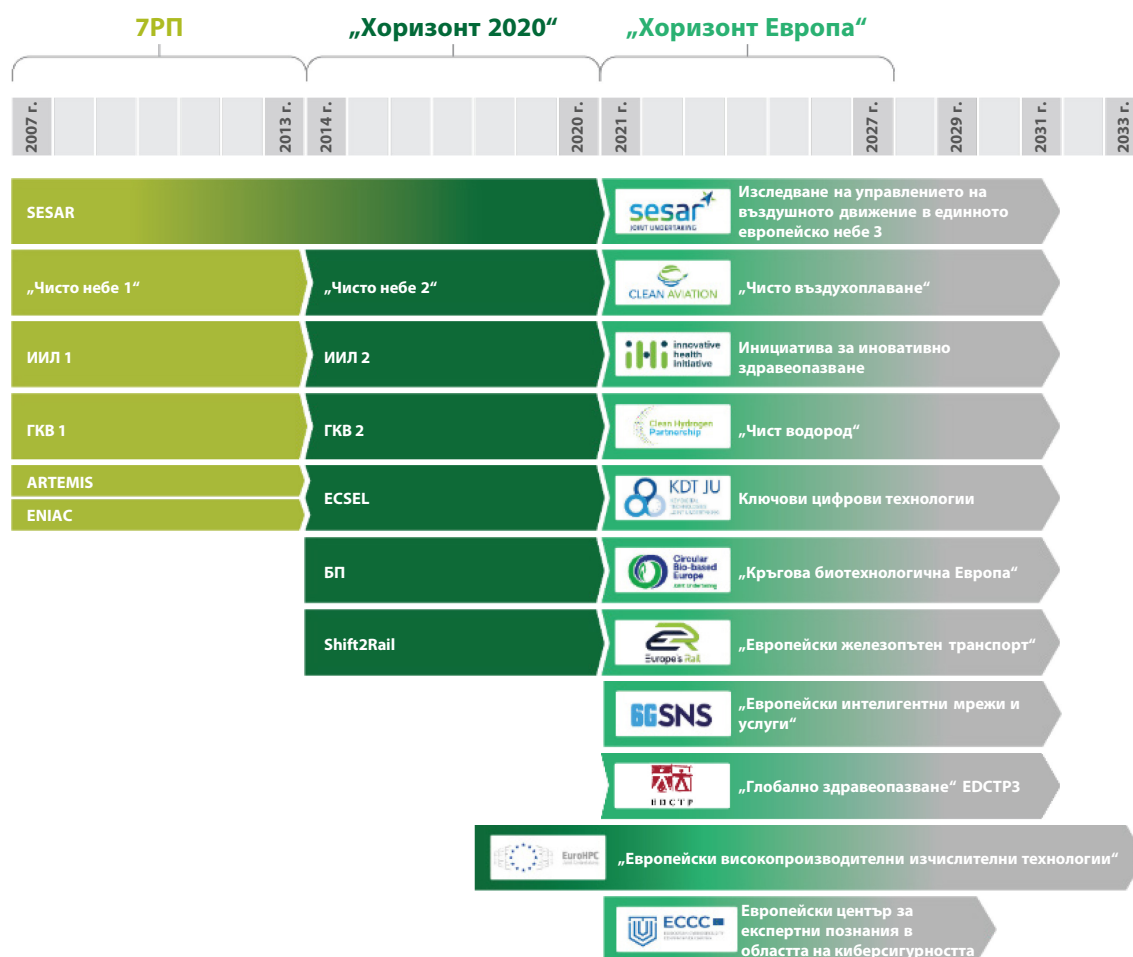 7РП
„Хоризонт 2020“
„Хоризонт Европа“
2007 г.
2013 г.
2014 г.
2020 г.
2021 г.
2027 г.
2029 г.
2031 г.
2033 г.
SESAR
sesar
JOINT UNDERTAKING
Изследване на управлението на
въздушното движение в единното
европейско небе 3
„Чисто небе 1“
„Чисто небе 2“
CLEAN AVIATION
„Чисто въздухоплаване“
ИИЛ 1
ИИЛ 2
iHi
innovative
health
initiative
Инициатива за иновативно
здравеопазване
ГКВ 1
ГКВ 2
Clean Hydrogen
Partnership
„Чист водород“
ARTEMIS
ENIAC
ECSEL
KDT JU
Ключови цифрови технологии
БП
Circular
Bio-based
Europe
Joint Undertaking
„Кръгова биотехнологична Европа“
Shift2Rail
ER
Europe's Rail
„Европейски железопътен транспорт“
6GSNS
„Европейски интелигентни мрежи и
услуги“
EDCTP
„Глобално здравеопазване“ EDCTP3
EuroHPC
„Европейски високопроизводителни изчислителни технологии“
ECCC
Европейски център за
експертни познания в
областта на киберсигурността